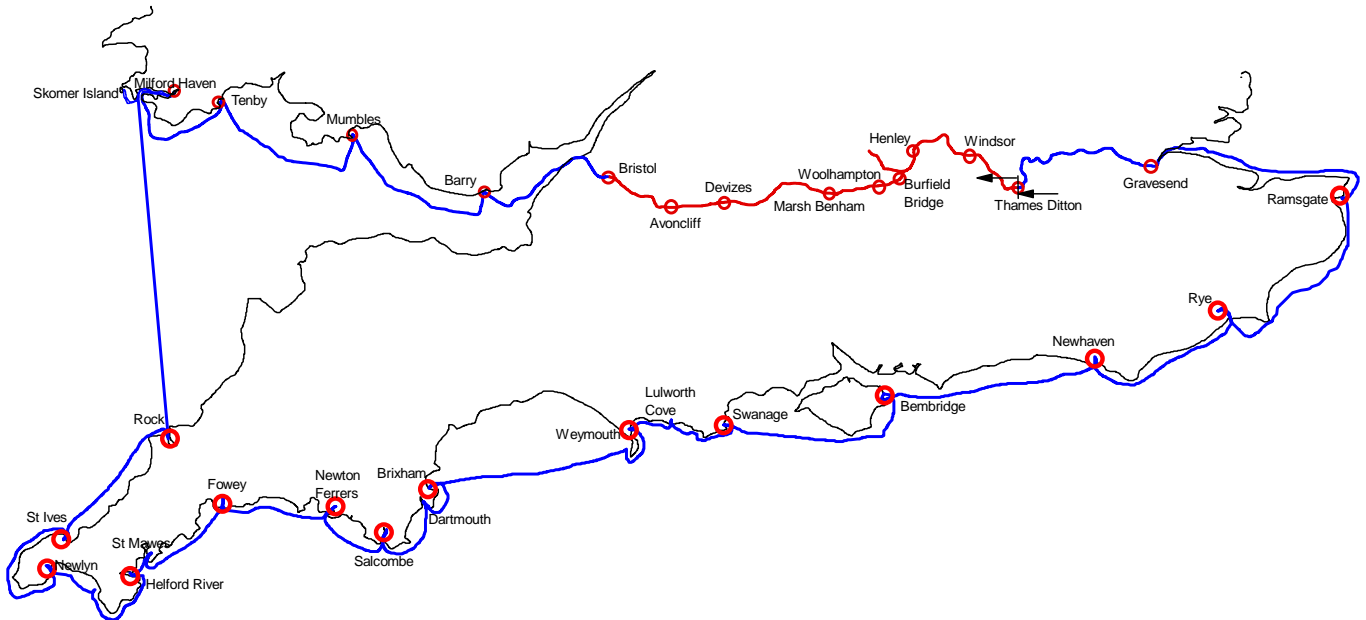 Milford Haven
Skomer Island
Tenby
Mumbles
Barry
Bristol
Avoncliff
Devizes
Woolhampton
Marsh Benham
Henley
Burfield
Bridge
Windsor
Thames Ditton
Gravesend
Ramsgate
Rye
Newhaven
Bembridge
Swanage
Lulworth
Cove
Weymouth
Brixham
Dartmouth
Salcombe
Newton
Ferrers
Fowey
St Mawes
Helford River
Newlyn
St Ives
Rock